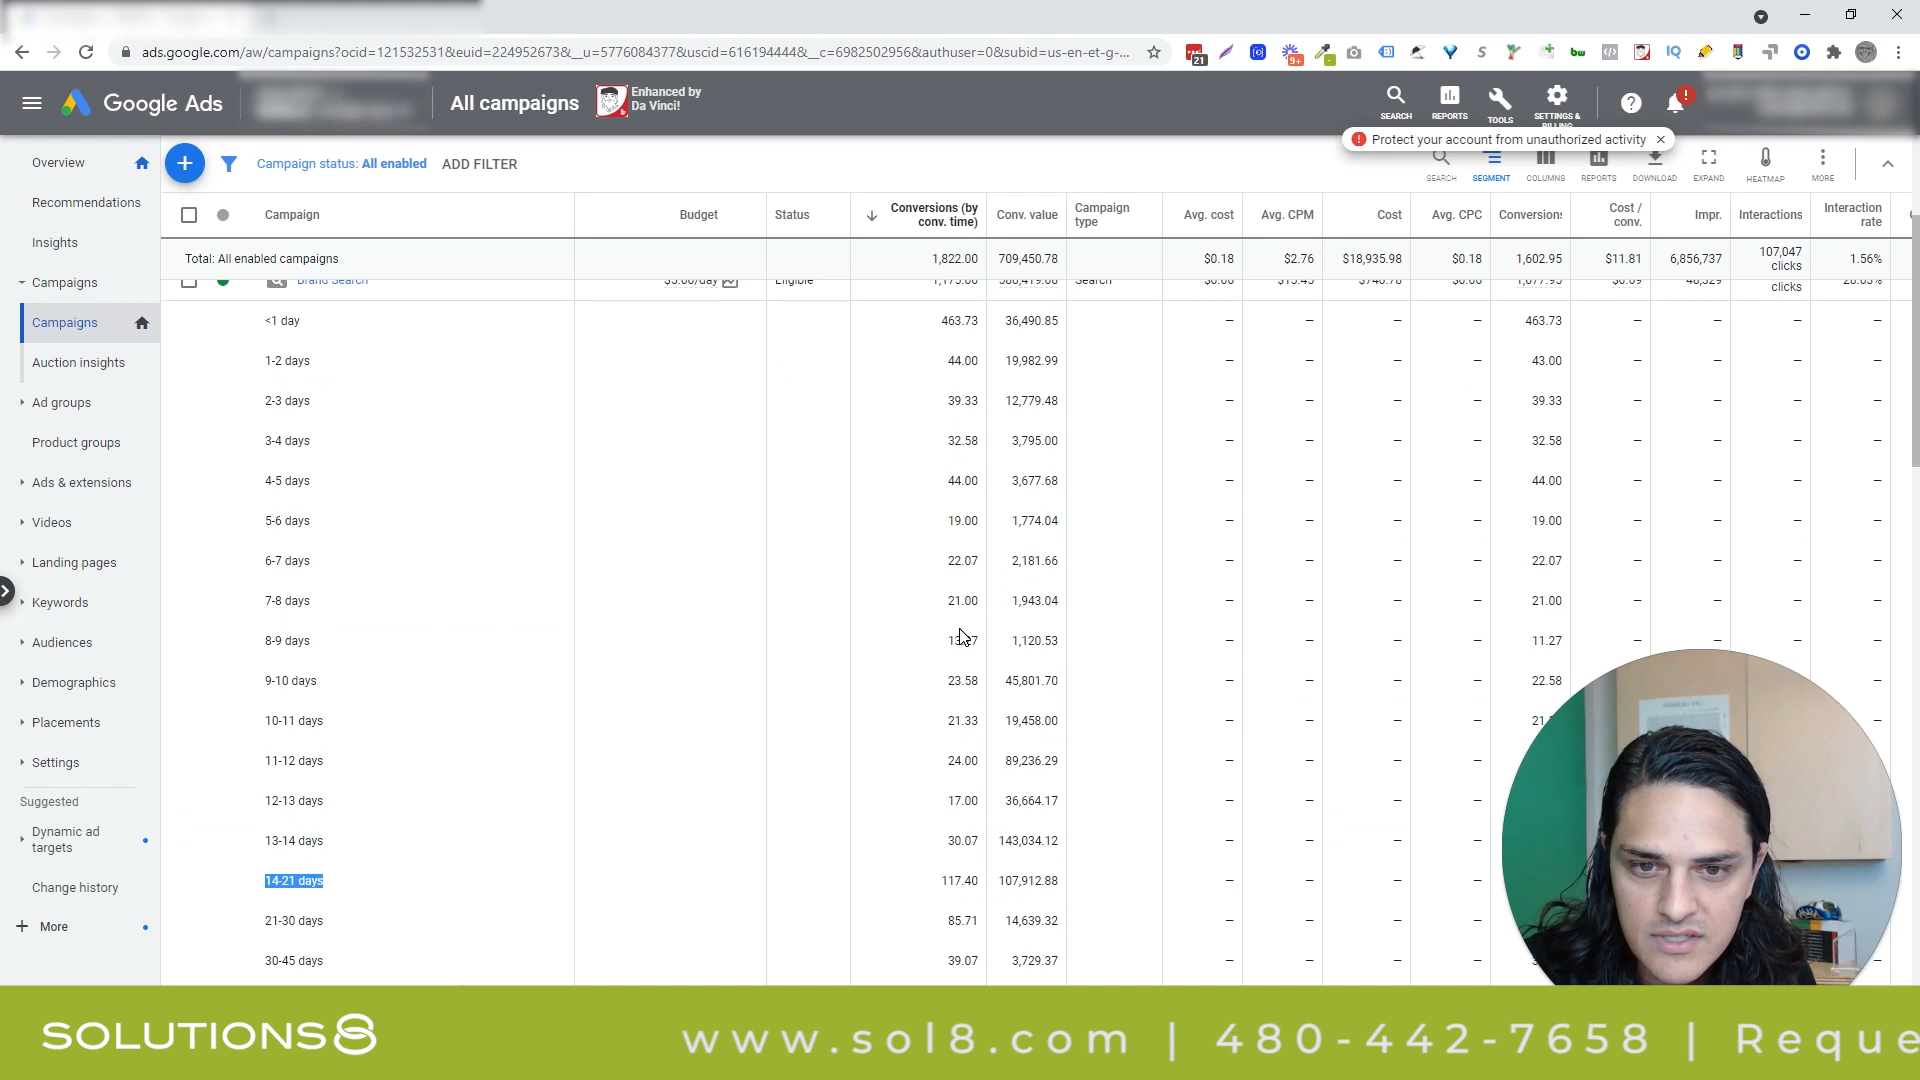 ads.google.com/aw/campaigns?ocid=121532531&euid=224952673&__u=5776084377&uscid=616194444&__c=6982502956&authuser=0&subid=us-en-et-g-...
21
9+
bw
S
IQ
Google Ads
All campaigns
Enhanced by
Da Vinci!
SEARCH
REPORTS
TOOLS
SETTINGS &
BILLING
Protect your account from unauthorized activity
Overview
Recommendations
Insights
Campaigns
Campaigns
Auction insights
Ad groups
Product groups
Ads & extensions
Videos
Landing pages
Keywords
Audiences
Demographics
Placements
Settings
Suggested
Dynamic ad
targets
Change history
More
Campaign status: All enabled ADD FILTER
SEARCH SEGMENT COLUMNS REPORTS DOWNLOAD EXPAND HEATMAP MORE
Campaign Budget Status Conversions (by conv. time) Conv. value Campaign type Avg. cost Avg. CPM Cost Avg. CPC Conversions Cost / conv. Impr. Interactions Interaction rate
Total: All enabled campaigns 1,822.00 709,450.78 $0.18 $2.76 $18,935.98 $0.18 1,602.95 $11.81 6,856,737 107,047 clicks 1.56%
Brand Search $5.00/day Eligible Search clicks
<1 day 463.73 36,490.85 – – – – 463.73 – – – –
1-2 days 44.00 19,982.99 – – – – 43.00 – – – –
2-3 days 39.33 12,779.48 – – – – 39.33 – – – –
3-4 days 32.58 3,795.00 – – – – 32.58 – – – –
4-5 days 44.00 3,677.68 – – – – 44.00 – – – –
5-6 days 19.00 1,774.04 – – – – 19.00 – – – –
6-7 days 22.07 2,181.66 – – – – 22.07 – – – –
7-8 days 21.00 1,943.04 – – – – 21.00 – – – –
8-9 days 1,120.53 – – – – 11.27 – – – –
9-10 days 23.58 45,801.70 – – – – 22.58 –
10-11 days 21.33 19,458.00 – – – – –
11-12 days 24.00 89,236.29 – – – –
12-13 days 17.00 36,664.17 – – – –
13-14 days 30.07 143,034.12 – – – –
14-21 days 117.40 107,912.88 – – – –
21-30 days 85.71 14,639.32 – – – –
30-45 days 39.07 3,729.37 – – – – –
SOLUTIONS8
www.sol8.com | 480-442-7658 | Reque